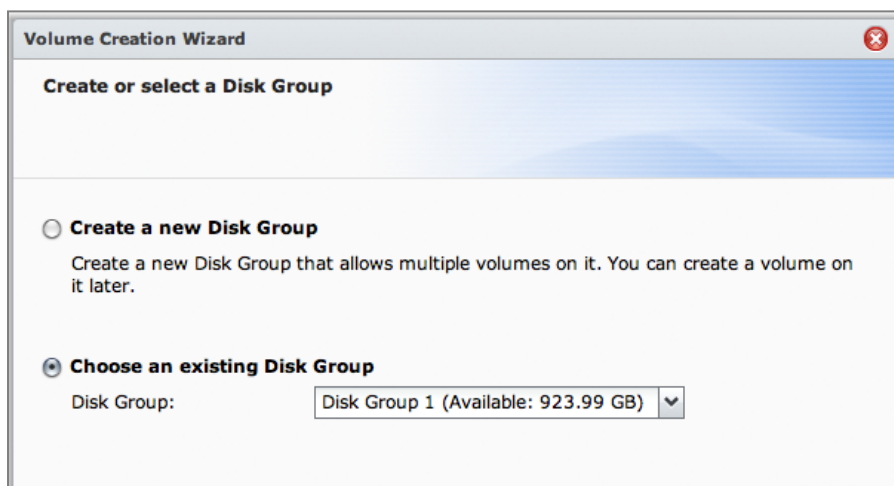 Volume Creation Wizard
Create or select a Disk Group
Create a new Disk Group
Create a new Disk Group that allows multiple volumes on it. You can create a volume on
it later.
Choose an existing Disk Group
Disk Group: Disk Group 1 (Available: 923.99 GB)